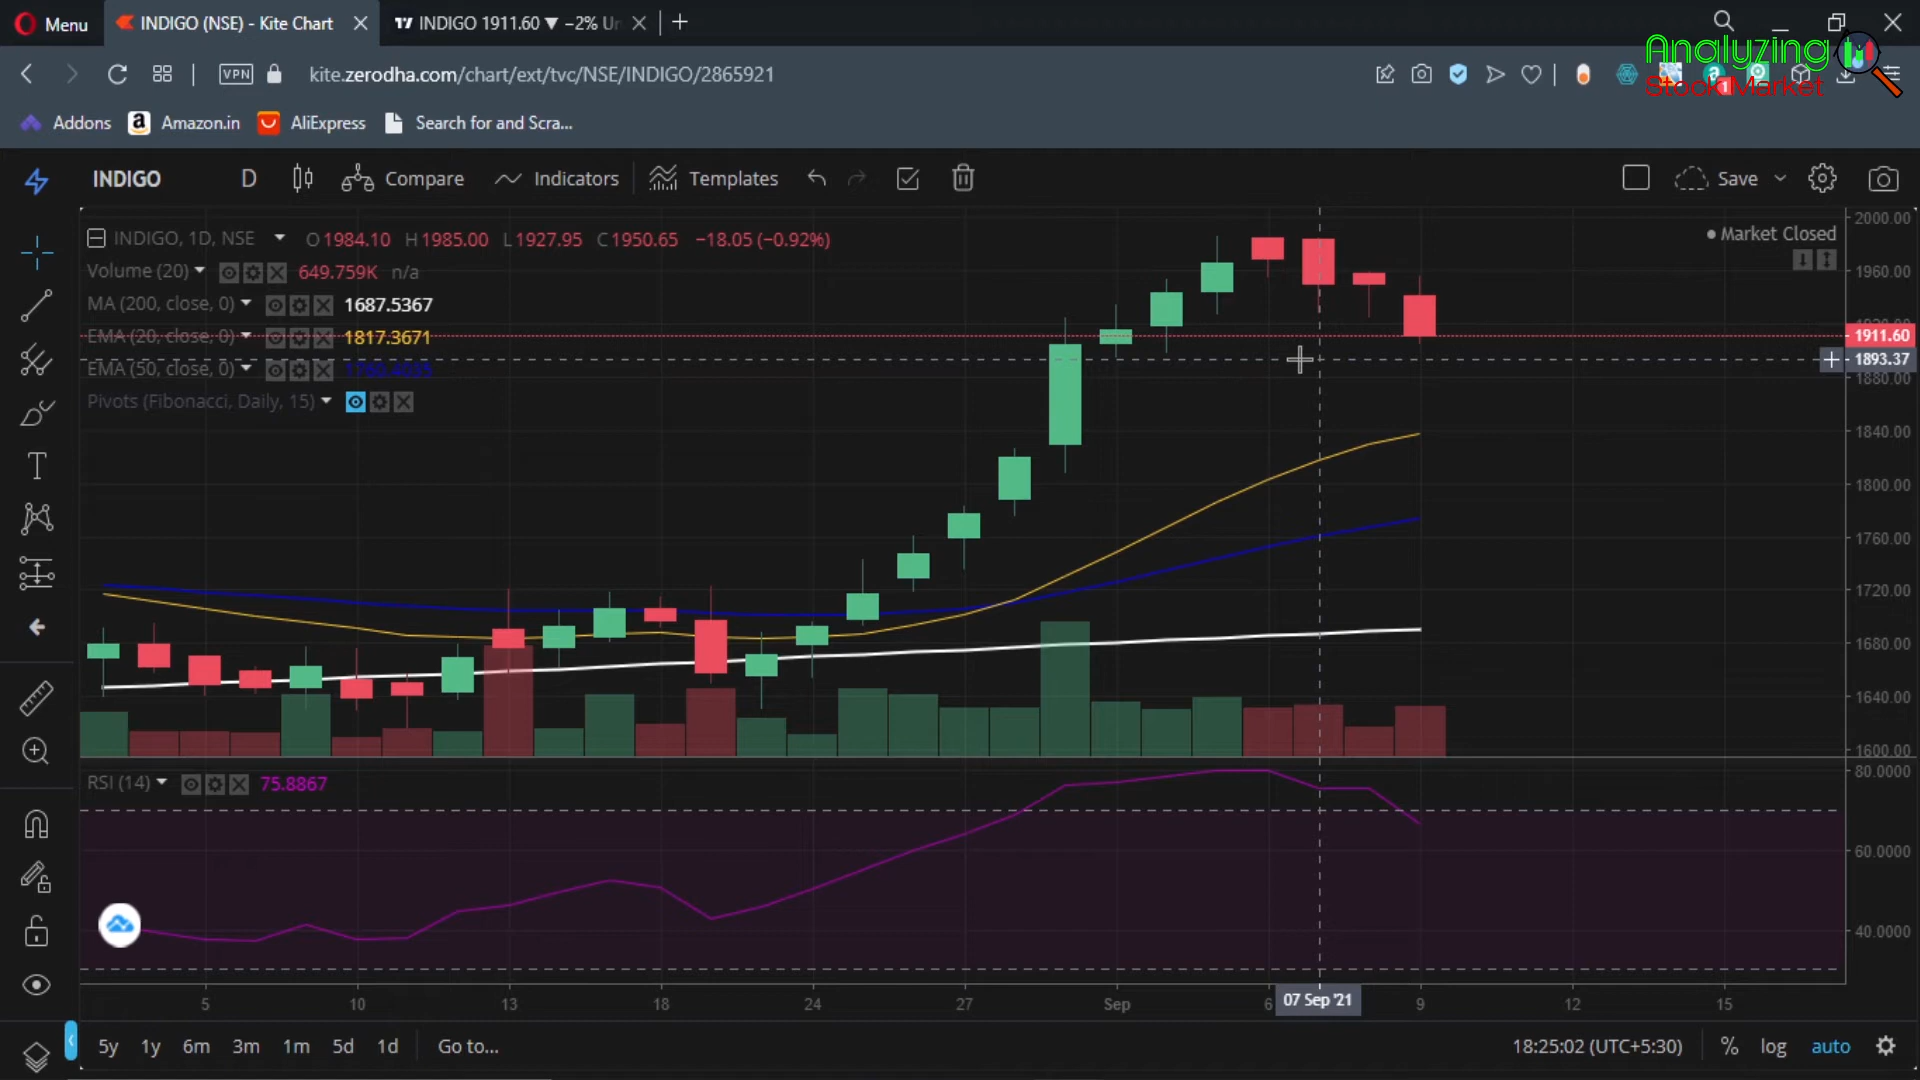 Menu
INDIGO (NSE) - Kite Chart
INDIGO 1911.60 ▼ −2% Un
Analyzing
Stock Market
VPN
kite.zerodha.com/chart/ext/tvc/NSE/INDIGO/2865921
1
Addons
Amazon.in
AliExpress
Search for and Scra...
INDIGO D Compare Indicators Templates Save
INDIGO, 1D, NSE O1984.10 H1985.00 L1927.95 C1950.65 −18.05 (−0.92%)
Market Closed
Volume (20) 649.759K n/a
MA (200, close, 0) 1687.5367
EMA (20, close, 0) 1817.3671
EMA (50, close, 0)
Pivots (Fibonacci, Daily, 15)
2000.00
1960.00
1911.60
1893.37
1880.00
1840.00
1800.00
1760.00
1720.00
1680.00
1640.00
1600.00
RSI (14) 75.8867
80.0000
60.0000
40.0000
5 10 13 18 24 27 Sep 6 07 Sep '21 9 12 15
5y 1y 6m 3m 1m 5d 1d Go to... 18:25:02 (UTC+5:30) % log auto